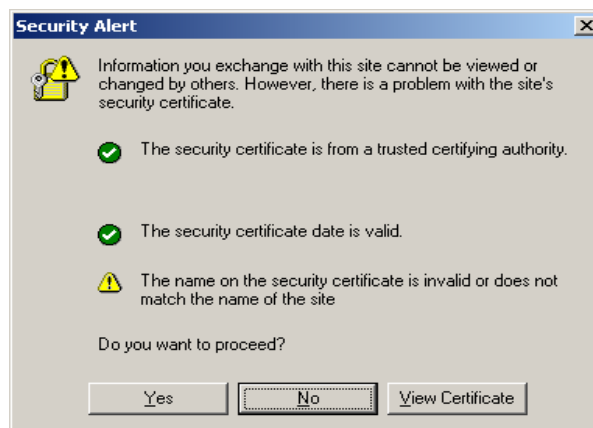 Security Alert
Information you exchange with this site cannot be viewed or
changed by others. However, there is a problem with the site's
security certificate.
The security certificate is from a trusted certifying authority.
The security certificate date is valid.
The name on the security certificate is invalid or does not
match the name of the site
Do you want to proceed?
Yes No View Certificate